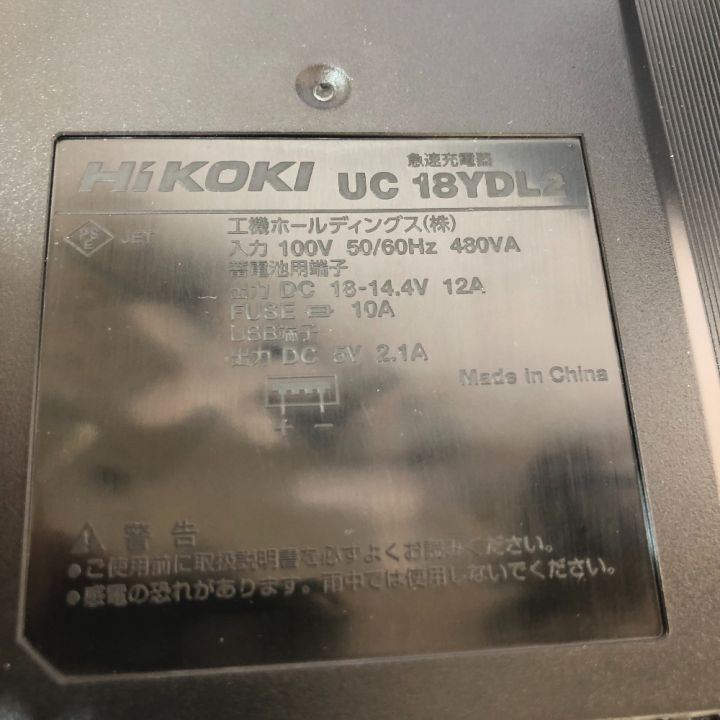 HiKOKI 急速充電器
UC 18YDL2
PS
E JET
工機ホールディングス(株)
入力 100V 50/60Hz 480VA
蓄電池用端子
出力 DC 18-14.4V 12A
FUSE 10A
USB端子
出力 DC 5V 2.1A
Made in China
+ −
警告
●ご使用前に取扱説明書を必ずよくお読みください。
●感電の恐れがあります。雨中では使用しないでください。